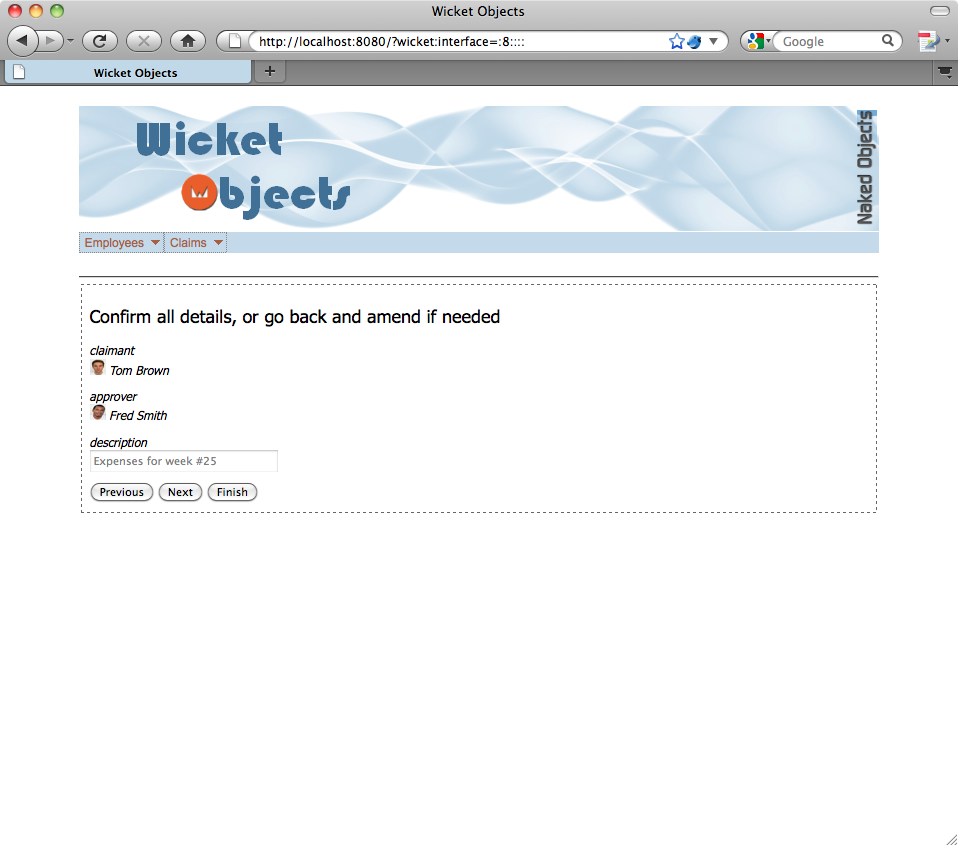 Wicket Objects
http://localhost:8080/?wicket:interface=:8::::
Google
Wicket Objects
Wicket
Objects
Naked Objects
Employees Claims
Confirm all details, or go back and amend if needed
claimant
Tom Brown
approver
Fred Smith
description
Expenses for week #25
Previous Next Finish